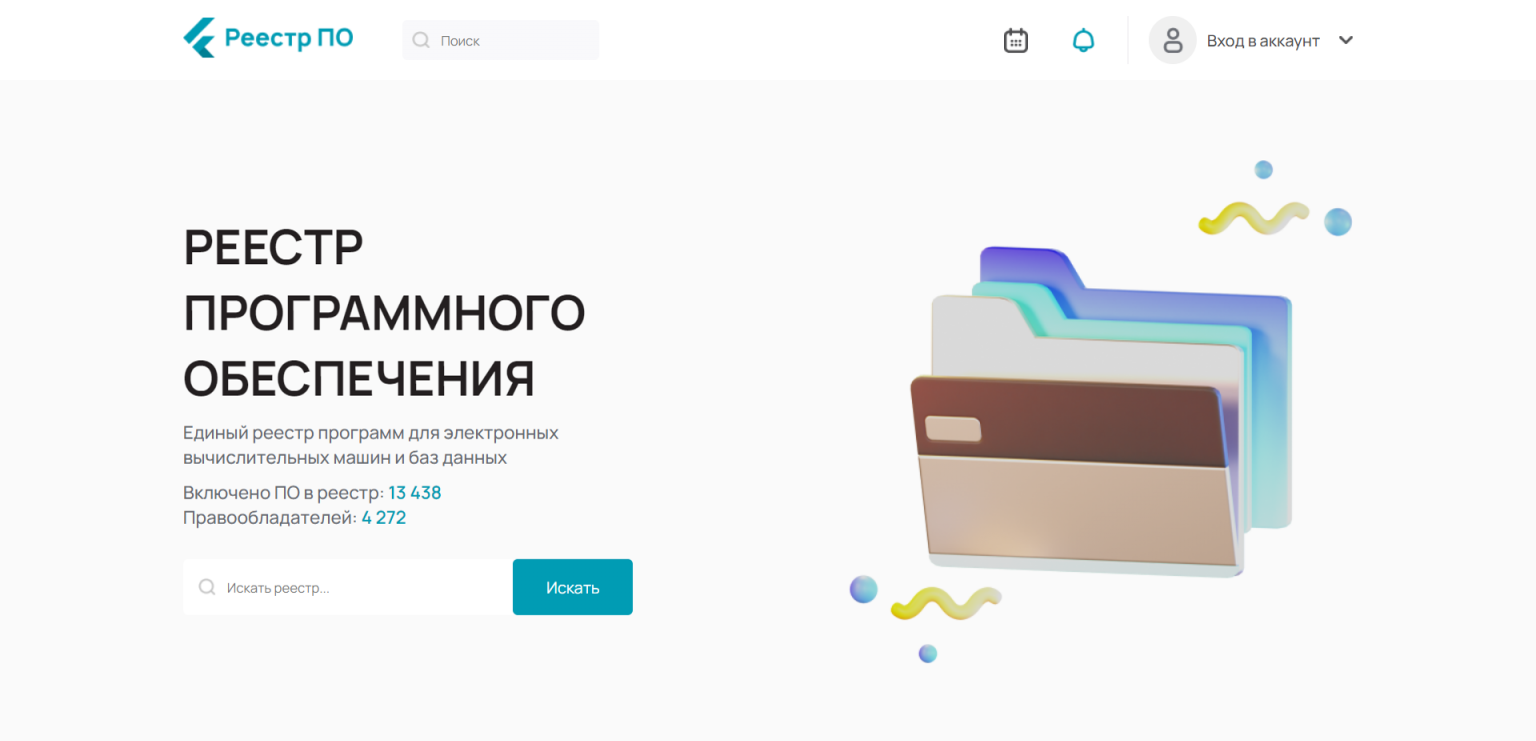 Реестр ПО
Поиск
Вход в аккаунт
РЕЕСТР
ПРОГРАММНОГО
ОБЕСПЕЧЕНИЯ
Единый реестр программ для электронных
вычислительных машин и баз данных
Включено ПО в реестр: 13 438
Правообладателей: 4 272
Искать реестр...
Искать